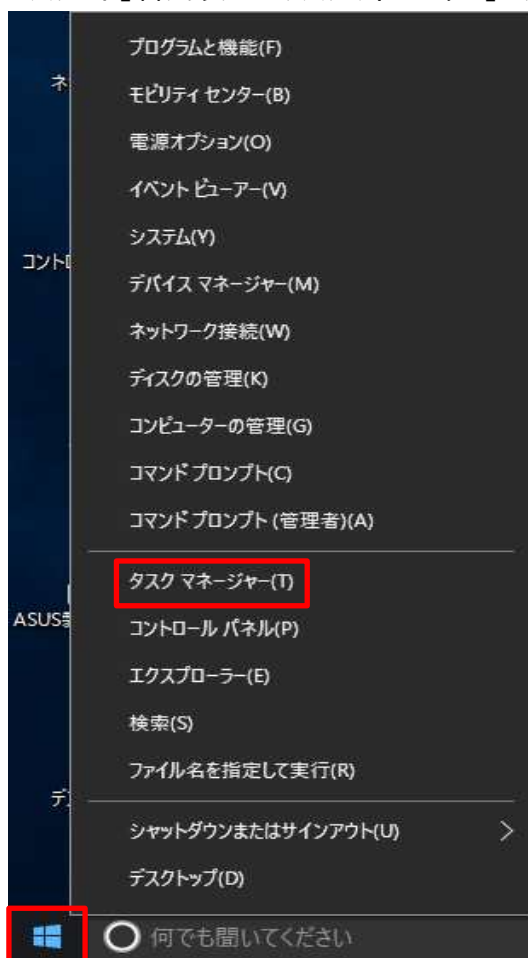 プログラムと機能(F)
ネ
モビリティ センター(B)
電源オプション(O)
イベント ビューアー(V)
システム(Y)
コント
デバイス マネージャー(M)
ネットワーク接続(W)
ディスクの管理(K)
コンピューターの管理(G)
コマンド プロンプト(C)
コマンド プロンプト (管理者)(A)
タスク マネージャー(T)
ASUS
コントロール パネル(P)
エクスプローラー(E)
検索(S)
ファイル名を指定して実行(R)
デ
シャットダウンまたはサインアウト(U)
デスクトップ(D)
何でも聞いてください